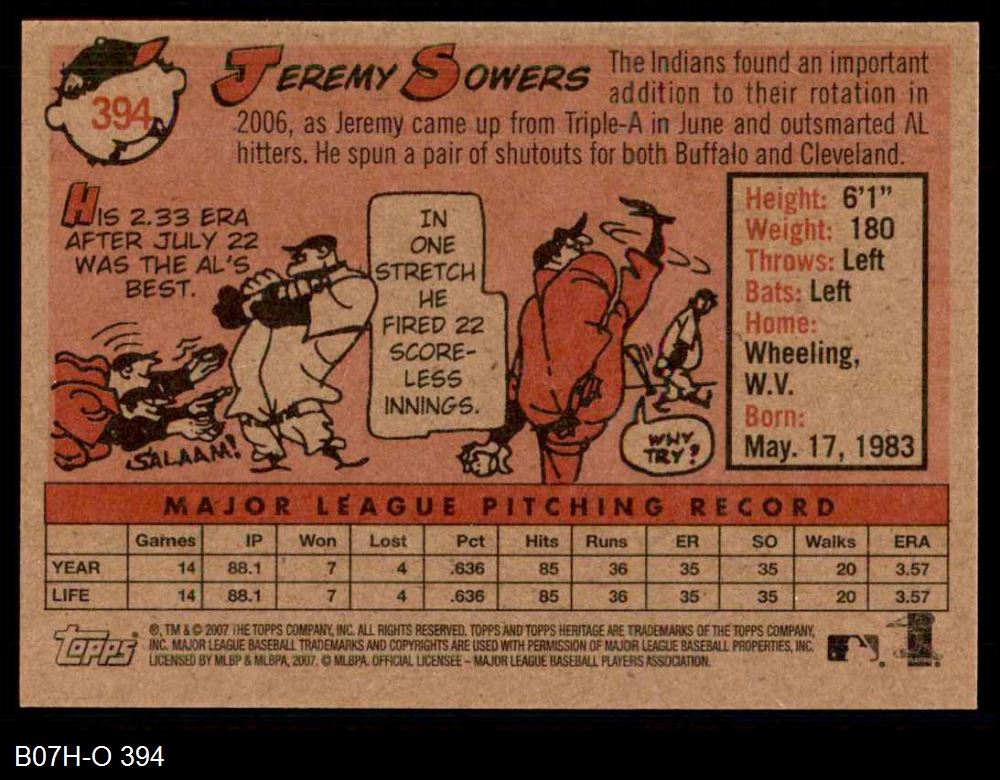 394
JEREMY SOWERS
The Indians found an important
addition to their rotation in
2006, as Jeremy came up from Triple-A in June and outsmarted AL
hitters. He spun a pair of shutouts for both Buffalo and Cleveland.
HIS 2.33 ERA
AFTER JULY 22
WAS THE AL'S
BEST.
SALAAM!
IN
ONE
STRETCH
HE
FIRED 22
SCORE-
LESS
INNINGS.
WHY
TRY?
Height: 6'1"
Weight: 180
Throws: Left
Bats: Left
Home:
Wheeling,
W.V.
Born:
May. 17, 1983
MAJOR LEAGUE PITCHING RECORD
Games IP Won Lost Pct Hits Runs ER SO Walks ERA
YEAR 14 88.1 7 4 .636 85 36 35 35 20 3.57
LIFE 14 88.1 7 4 .636 85 36 35 35 20 3.57
topps
®, TM & © 2007 THE TOPPS COMPANY, INC. ALL RIGHTS RESERVED. TOPPS AND TOPPS HERITAGE ARE TRADEMARKS OF THE TOPPS COMPANY,
INC. MAJOR LEAGUE BASEBALL TRADEMARKS AND COPYRIGHTS ARE USED WITH PERMISSION OF MAJOR LEAGUE BASEBALL PROPERTIES, INC.
LICENSED BY MLBP & MLBPA, 2007. © MLBPA. OFFICIAL LICENSEE – MAJOR LEAGUE BASEBALL PLAYERS ASSOCIATION.
B07H-O 394